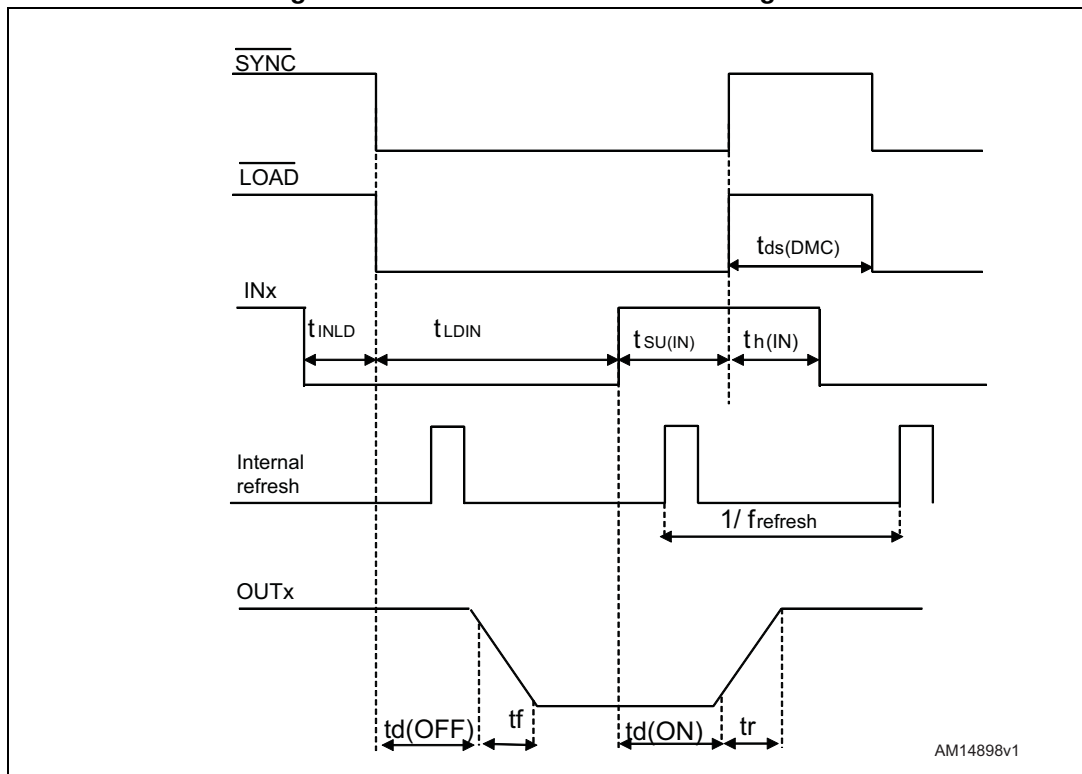 SYNC
LOAD
tds(DMC)
INx
tINLD
tLDIN
tSU(IN)
th(IN)
Internal
refresh
1/ frefresh
OUTx
td(OFF)
tf
td(ON)
tr
AM14898v1